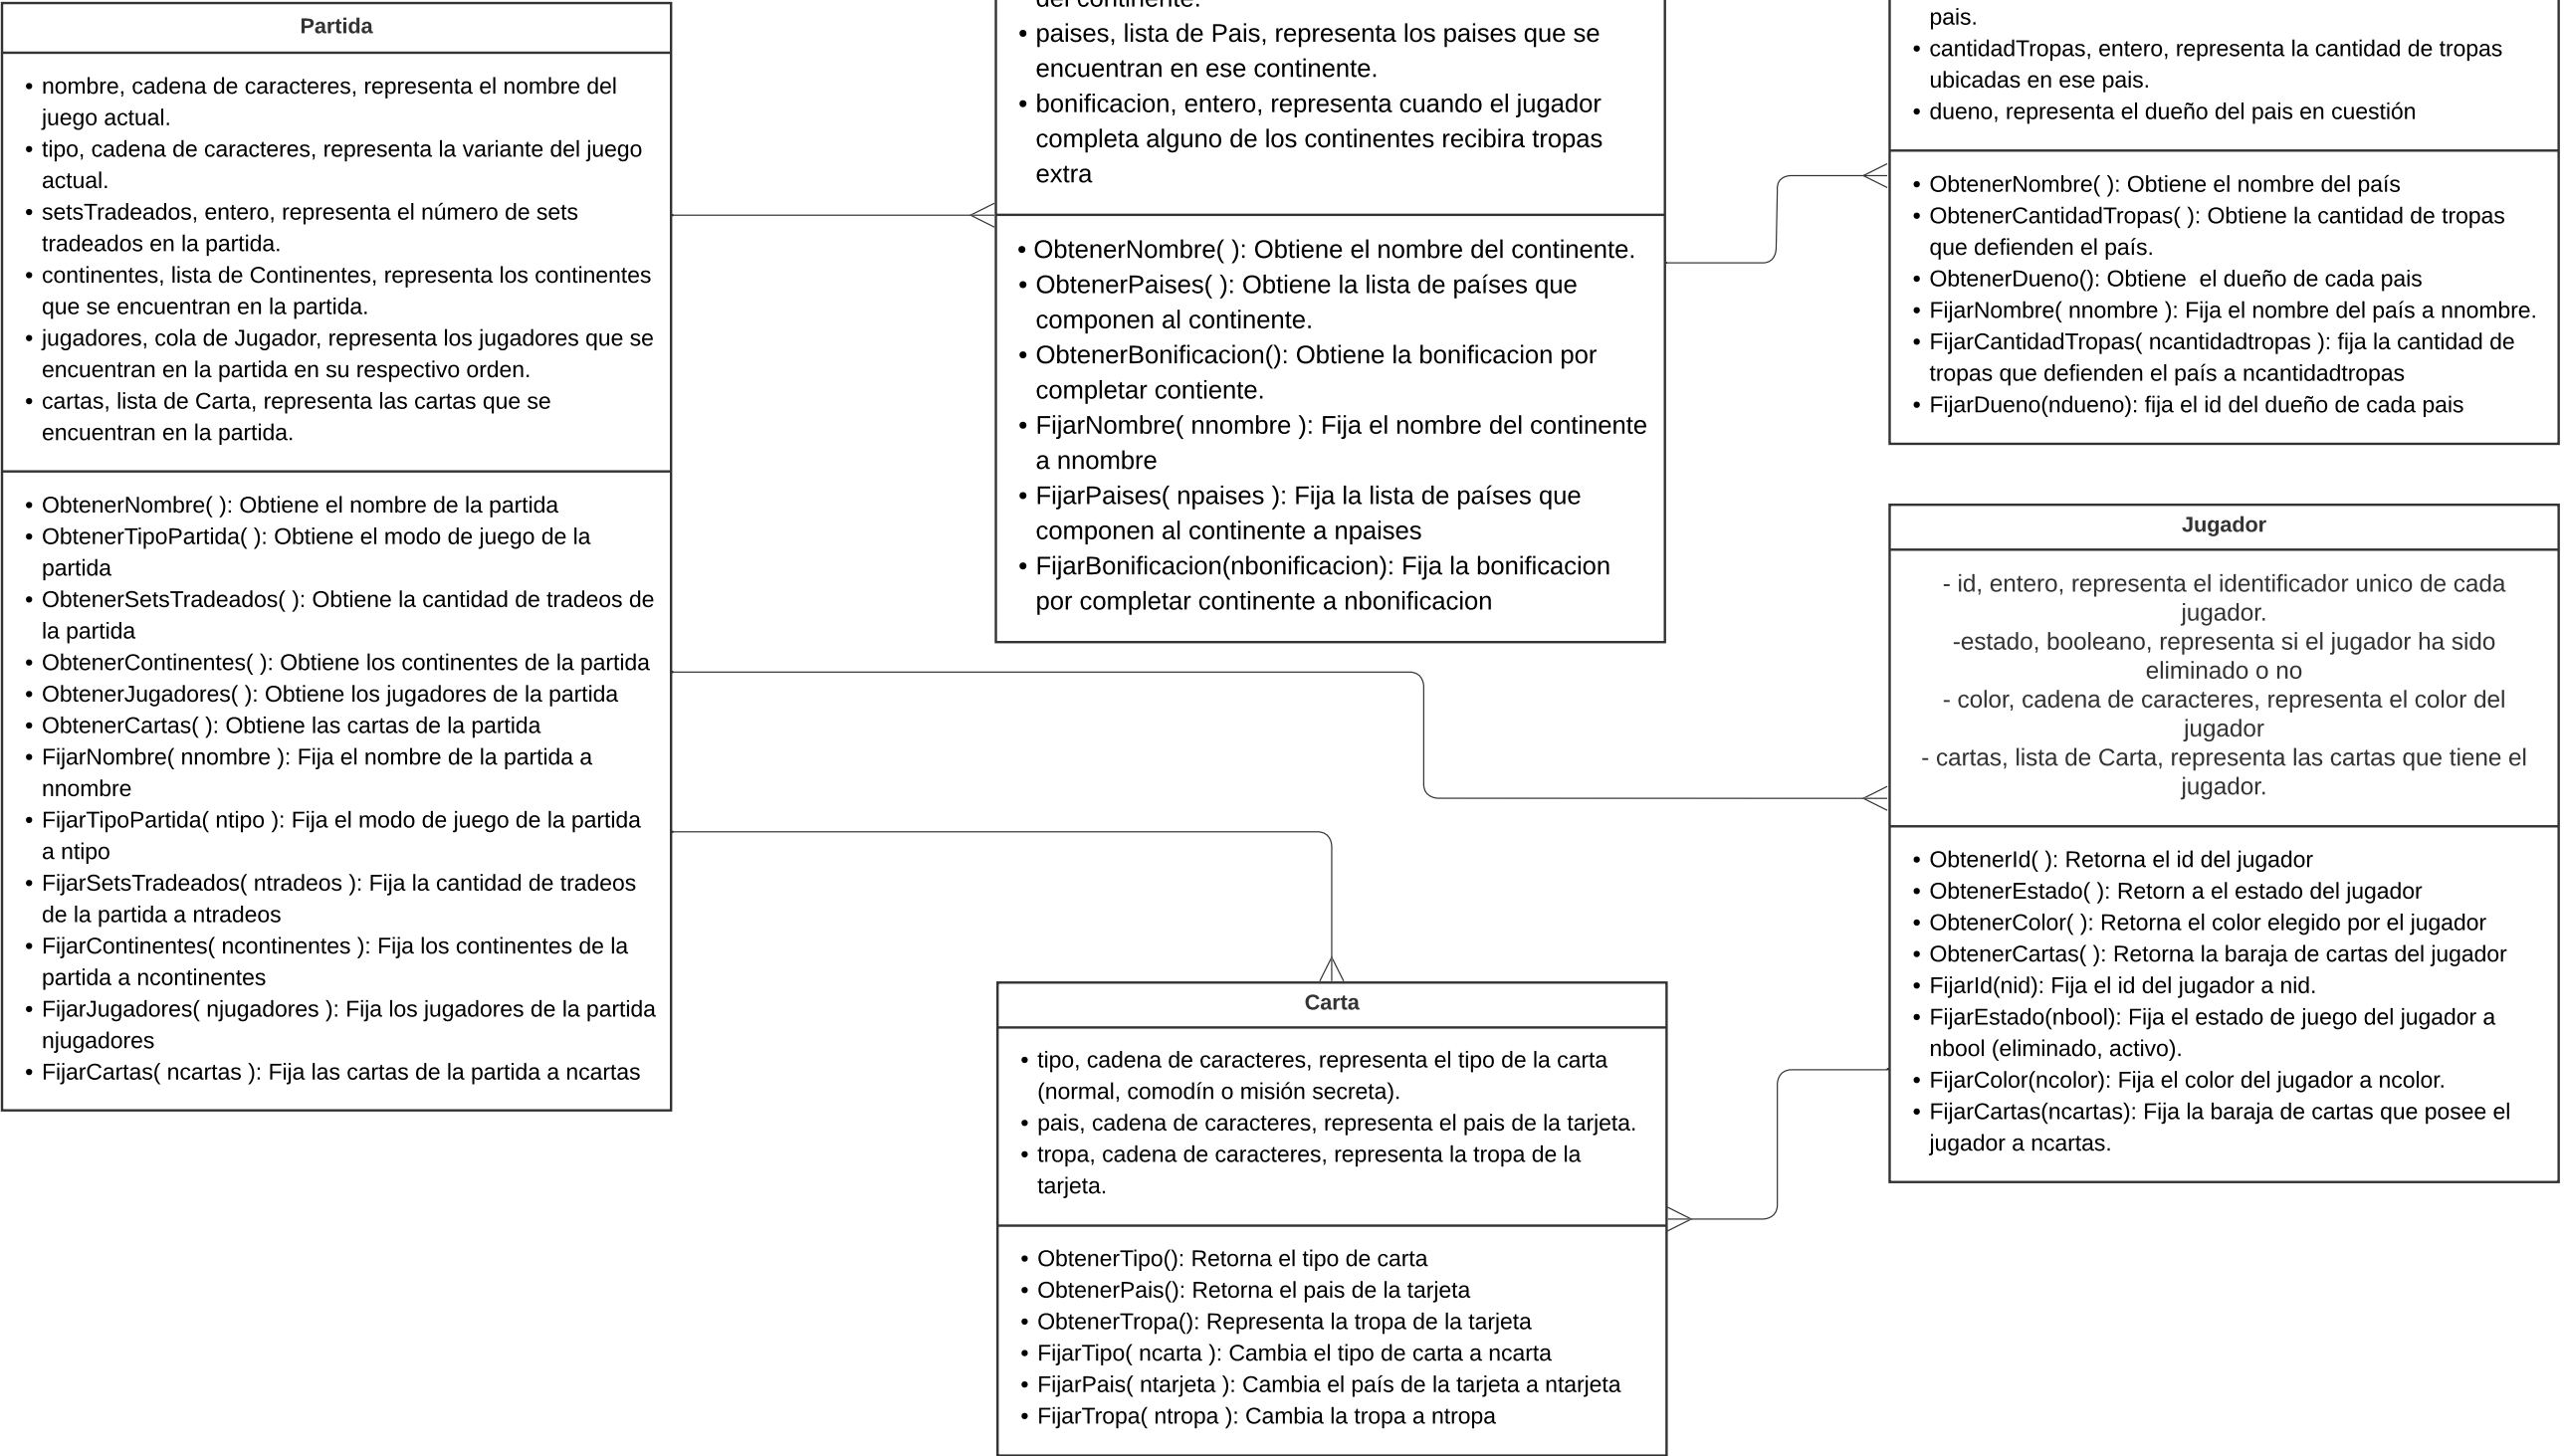 Partida
• nombre, cadena de caracteres, representa el nombre del
juego actual.
• tipo, cadena de caracteres, representa la variante del juego
actual.
• setsTradeados, entero, representa el número de sets
tradeados en la partida.
• continentes, lista de Continentes, representa los continentes
que se encuentran en la partida.
• jugadores, cola de Jugador, representa los jugadores que se
encuentran en la partida en su respectivo orden.
• cartas, lista de Carta, representa las cartas que se
encuentran en la partida.
• ObtenerNombre( ): Obtiene el nombre de la partida
• ObtenerTipoPartida( ): Obtiene el modo de juego de la
partida
• ObtenerSetsTradeados( ): Obtiene la cantidad de tradeos de
la partida
• ObtenerContinentes( ): Obtiene los continentes de la partida
• ObtenerJugadores( ): Obtiene los jugadores de la partida
• ObtenerCartas( ): Obtiene las cartas de la partida
• FijarNombre( nnombre ): Fija el nombre de la partida a
nnombre
• FijarTipoPartida( ntipo ): Fija el modo de juego de la partida
a ntipo
• FijarSetsTradeados( ntradeos ): Fija la cantidad de tradeos
de la partida a ntradeos
• FijarContinentes( ncontinentes ): Fija los continentes de la
partida a ncontinentes
• FijarJugadores( njugadores ): Fija los jugadores de la partida
njugadores
• FijarCartas( ncartas ): Fija las cartas de la partida a ncartas
del continente.
• paises, lista de Pais, representa los paises que se
encuentran en ese continente.
• bonificacion, entero, representa cuando el jugador
completa alguno de los continentes recibira tropas
extra
• ObtenerNombre( ): Obtiene el nombre del continente.
• ObtenerPaises( ): Obtiene la lista de países que
componen al continente.
• ObtenerBonificacion(): Obtiene la bonificacion por
completar contiente.
• FijarNombre( nnombre ): Fija el nombre del continente
a nnombre
• FijarPaises( npaises ): Fija la lista de países que
componen al continente a npaises
• FijarBonificacion(nbonificacion): Fija la bonificacion
por completar continente a nbonificacion
pais.
• cantidadTropas, entero, representa la cantidad de tropas
ubicadas en ese pais.
• dueno, representa el dueño del pais en cuestión
• ObtenerNombre( ): Obtiene el nombre del país
• ObtenerCantidadTropas( ): Obtiene la cantidad de tropas
que defienden el país.
• ObtenerDueno(): Obtiene  el dueño de cada pais
• FijarNombre( nnombre ): Fija el nombre del país a nnombre.
• FijarCantidadTropas( ncantidadtropas ): fija la cantidad de
tropas que defienden el país a ncantidadtropas
• FijarDueno(ndueno): fija el id del dueño de cada pais
Jugador
- id, entero, representa el identificador unico de cada
jugador.
-estado, booleano, representa si el jugador ha sido
eliminado o no
- color, cadena de caracteres, representa el color del
jugador
- cartas, lista de Carta, representa las cartas que tiene el
jugador.
• ObtenerId( ): Retorna el id del jugador
• ObtenerEstado( ): Retorn a el estado del jugador
• ObtenerColor( ): Retorna el color elegido por el jugador
• ObtenerCartas( ): Retorna la baraja de cartas del jugador
• FijarId(nid): Fija el id del jugador a nid.
• FijarEstado(nbool): Fija el estado de juego del jugador a
nbool (eliminado, activo).
• FijarColor(ncolor): Fija el color del jugador a ncolor.
• FijarCartas(ncartas): Fija la baraja de cartas que posee el
jugador a ncartas.
Carta
• tipo, cadena de caracteres, representa el tipo de la carta
(normal, comodín o misión secreta).
• pais, cadena de caracteres, representa el pais de la tarjeta.
• tropa, cadena de caracteres, representa la tropa de la
tarjeta.
• ObtenerTipo(): Retorna el tipo de carta
• ObtenerPais(): Retorna el pais de la tarjeta
• ObtenerTropa(): Representa la tropa de la tarjeta
• FijarTipo( ncarta ): Cambia el tipo de carta a ncarta
• FijarPais( ntarjeta ): Cambia el país de la tarjeta a ntarjeta
• FijarTropa( ntropa ): Cambia la tropa a ntropa